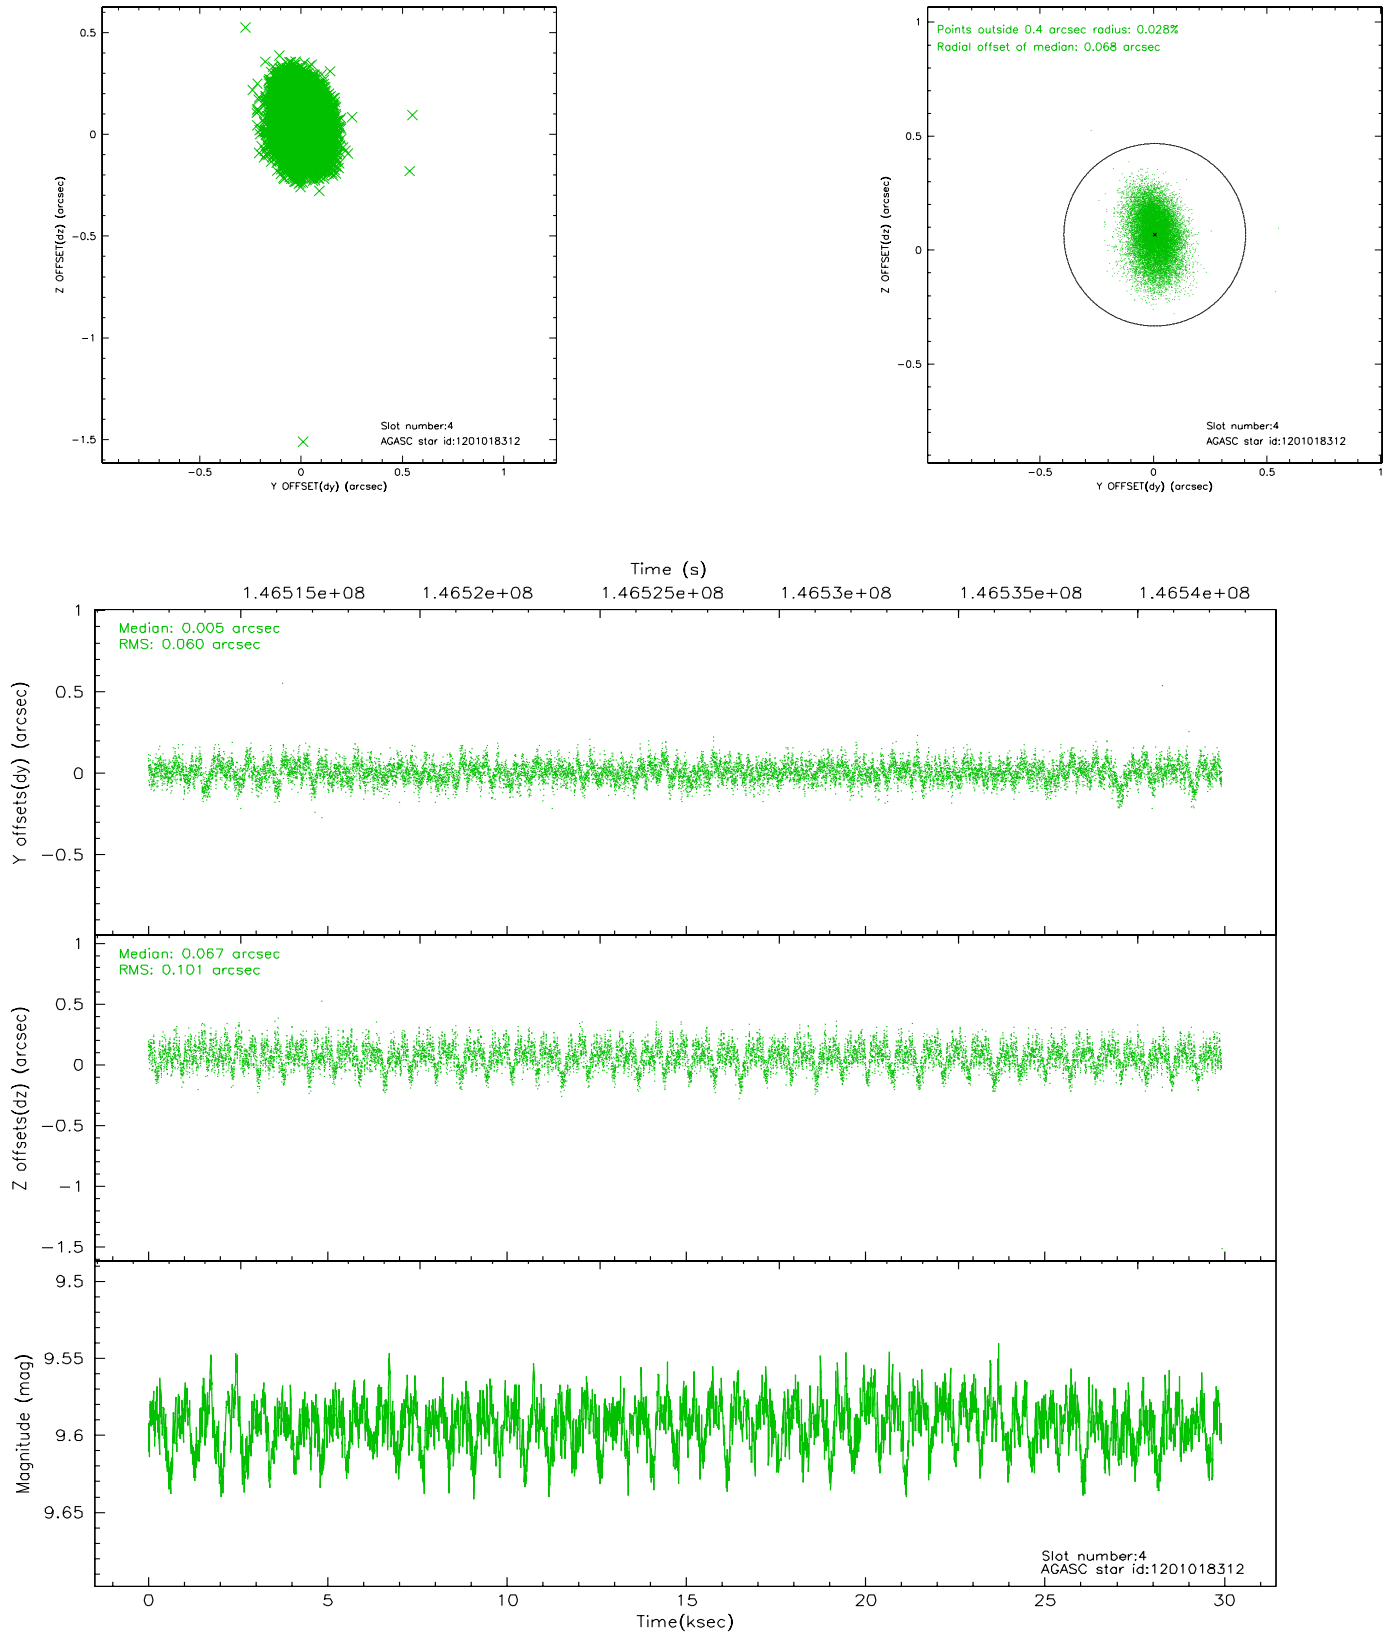 0.5
0
−0.5
−1
−1.5
Z OFFSET(dz) (arcsec)
Slot number:4
AGASC star id:1201018312
−0.5 0 0.5 1
Y OFFSET(dy) (arcsec)
Points outside 0.4 arcsec radius: 0.028%
Radial offset of median: 0.068 arcsec
1
0.5
0
−0.5
Z OFFSET(dz) (arcsec)
Slot number:4
AGASC star id:1201018312
−0.5 0 0.5 1
Y OFFSET(dy) (arcsec)
Time (s)
1.46515e+08 1.4652e+08 1.46525e+08 1.4653e+08 1.46535e+08 1.4654e+08
Median: 0.005 arcsec
RMS: 0.060 arcsec
1
0.5
0
−0.5
Y offsets(dy) (arcsec)
Median: 0.067 arcsec
RMS: 0.101 arcsec
1
0.5
0
−0.5
−1
−1.5
Z offsets(dz) (arcsec)
9.5
9.55
9.6
9.65
Magnitude (mag)
Slot number:4
AGASC star id:1201018312
0 5 10 15 20 25 30
Time(ksec)